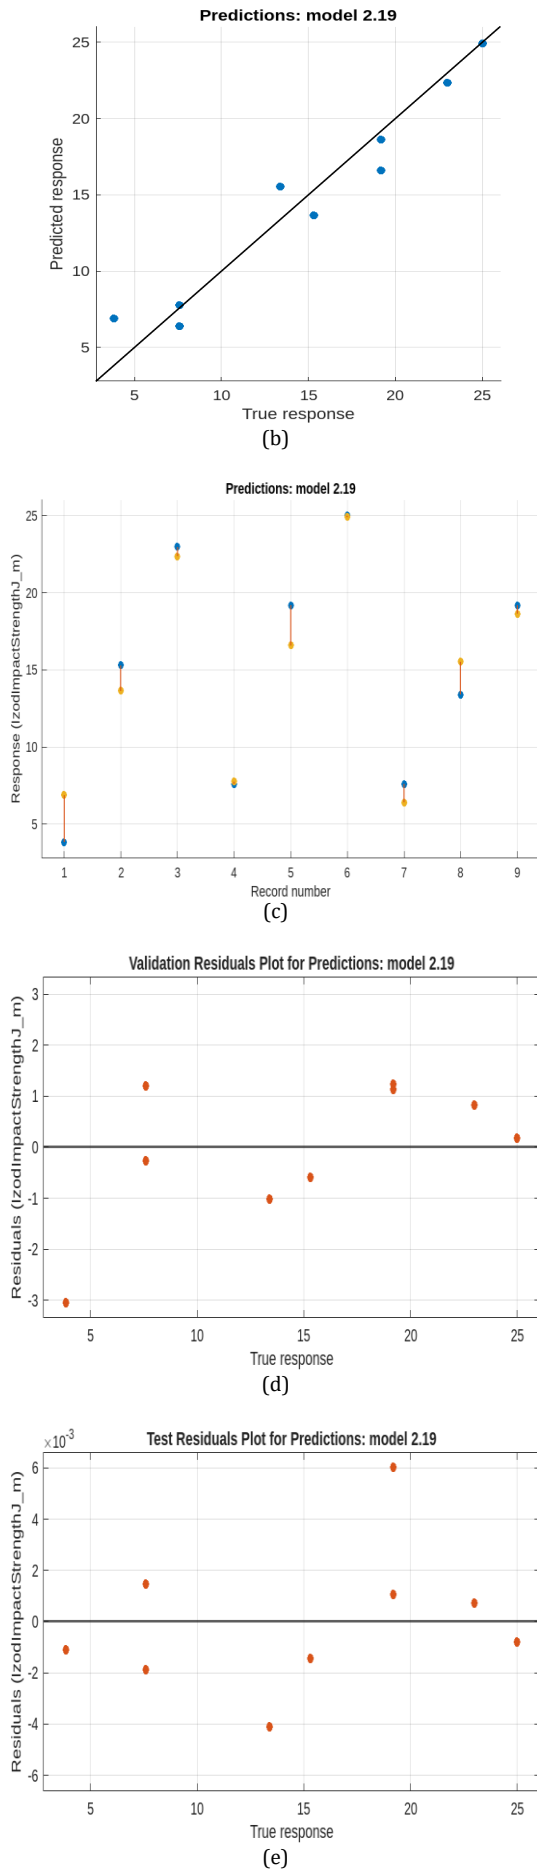 Predictions: model 2.19
25
20
15
10
5
Predicted response
5 10 15 20 25
True response
(b)
Predictions: model 2.19
25
20
15
10
5
Response (IzodImpactStrengthJ_m)
1 2 3 4 5 6 7 8 9
Record number
(c)
Validation Residuals Plot for Predictions: model 2.19
3
2
1
0
-1
-2
-3
Residuals (IzodImpactStrengthJ_m)
5 10 15 20 25
True response
(d)
×10-3
Test Residuals Plot for Predictions: model 2.19
6
4
2
0
-2
-4
-6
Residuals (IzodImpactStrengthJ_m)
5 10 15 20 25
True response
(e)